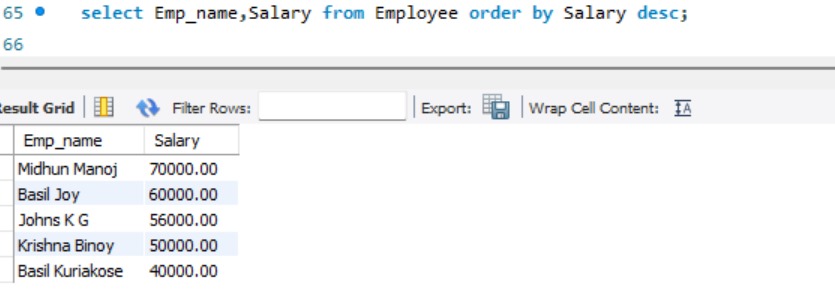 65 select Emp_name,Salary from Employee order by Salary desc;
66
Result Grid Filter Rows: Export: Wrap Cell Content: IA
Emp_name Salary
Midhun Manoj 70000.00
Basil Joy 60000.00
Johns K G 56000.00
Krishna Binoy 50000.00
Basil Kuriakose 40000.00